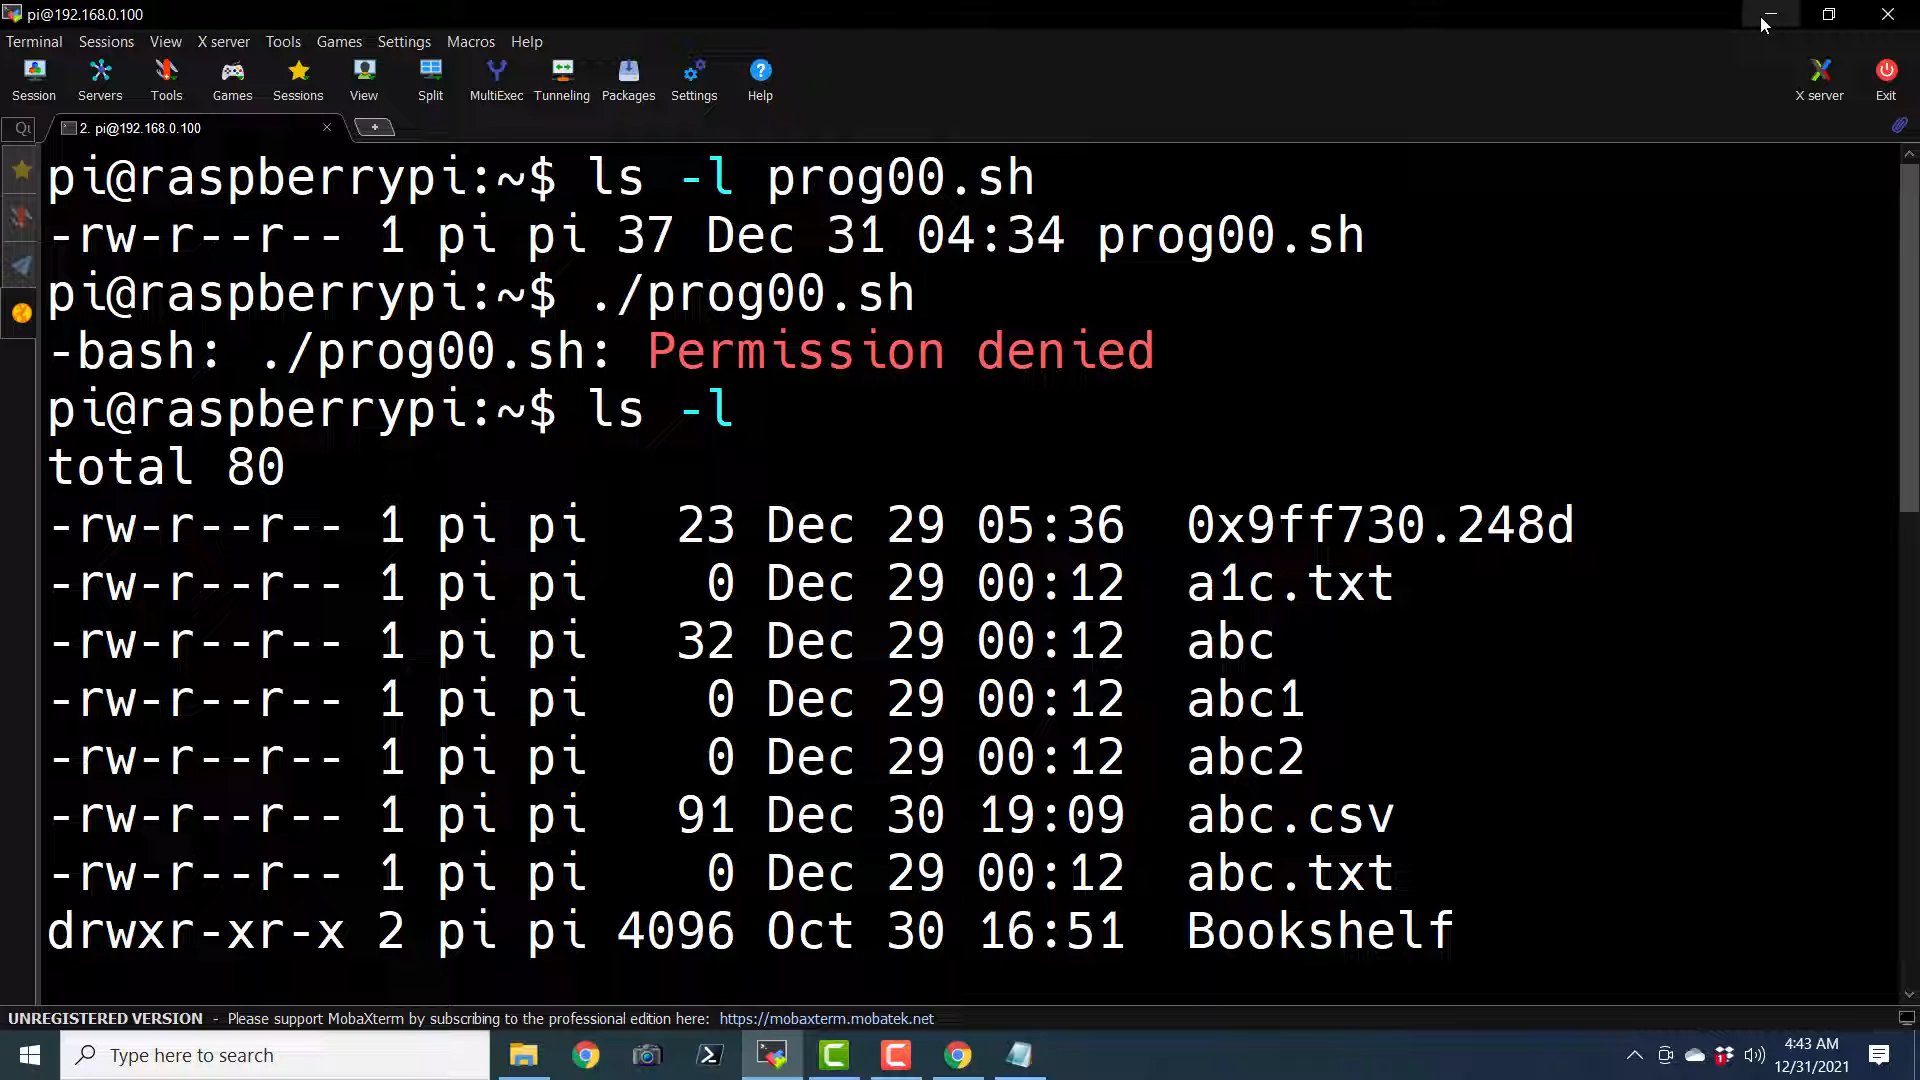 pi@192.168.0.100
Terminal Sessions View X server Tools Games Settings Macros Help
Session Servers Tools Games Sessions View Split MultiExec Tunneling Packages Settings Help X server Exit
2. pi@192.168.0.100
pi@raspberrypi:~$ ls -l prog00.sh
-rw-r--r-- 1 pi pi 37 Dec 31 04:34 prog00.sh
pi@raspberrypi:~$ ./prog00.sh
-bash: ./prog00.sh: Permission denied
pi@raspberrypi:~$ ls -l
total 80
-rw-r--r-- 1 pi pi   23 Dec 29 05:36  0x9ff730.248d
-rw-r--r-- 1 pi pi    0 Dec 29 00:12  a1c.txt
-rw-r--r-- 1 pi pi   32 Dec 29 00:12  abc
-rw-r--r-- 1 pi pi    0 Dec 29 00:12  abc1
-rw-r--r-- 1 pi pi    0 Dec 29 00:12  abc2
-rw-r--r-- 1 pi pi   91 Dec 30 19:09  abc.csv
-rw-r--r-- 1 pi pi    0 Dec 29 00:12  abc.txt
drwxr-xr-x 2 pi pi 4096 Oct 30 16:51  Bookshelf
UNREGISTERED VERSION - Please support MobaXterm by subscribing to the professional edition here: https://mobaxterm.mobatek.net
Type here to search
4:43 AM
12/31/2021